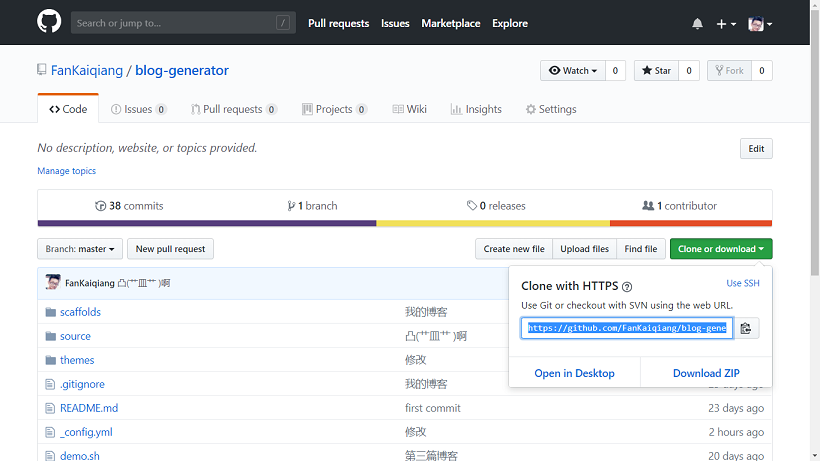 Search or jump to... / Pull requests Issues Marketplace Explore
FanKaiqiang / blog-generator Watch 0 Star 0 Fork 0
Code Issues 0 Pull requests 0 Projects 0 Wiki Insights Settings
No description, website, or topics provided. Edit
Manage topics
38 commits 1 branch 0 releases 1 contributor
Branch: master New pull request Create new file Upload files Find file Clone or download
FanKaiqiang 凸(艹皿艹 )啊
Clone with HTTPS ? Use SSH
Use Git or checkout with SVN using the web URL.
https://github.com/FanKaiqiang/blog-gene
Open in Desktop Download ZIP
scaffolds 我的博客
source 凸(艹皿艹 )啊
themes 修改
.gitignore 我的博客
README.md first commit 23 days ago
_config.yml 修改 2 hours ago
demo.sh 第三篇博客 20 days ago